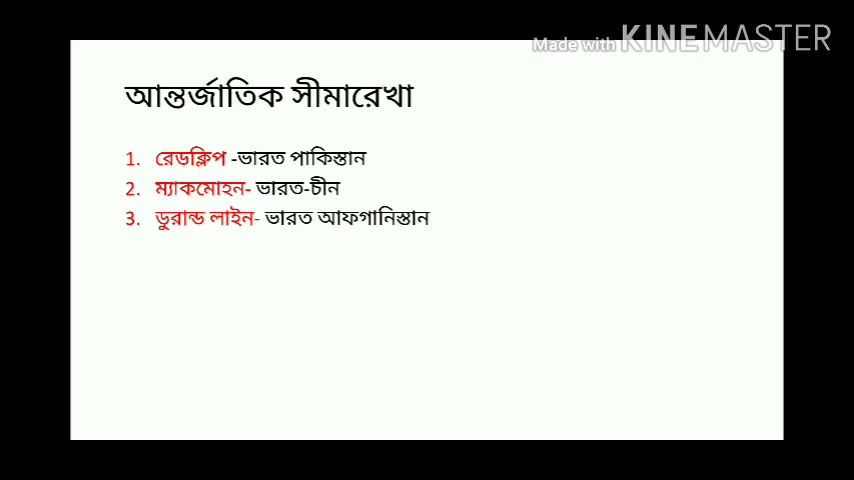 Made with KINEMASTER
আন্তর্জাতিক সীমারেখা
1. রেডক্লিপ -ভারত পাকিস্তান
2. ম্যাকমোহন- ভারত-চীন
3. ডুরান্ড লাইন- ভারত আফগানিস্তান